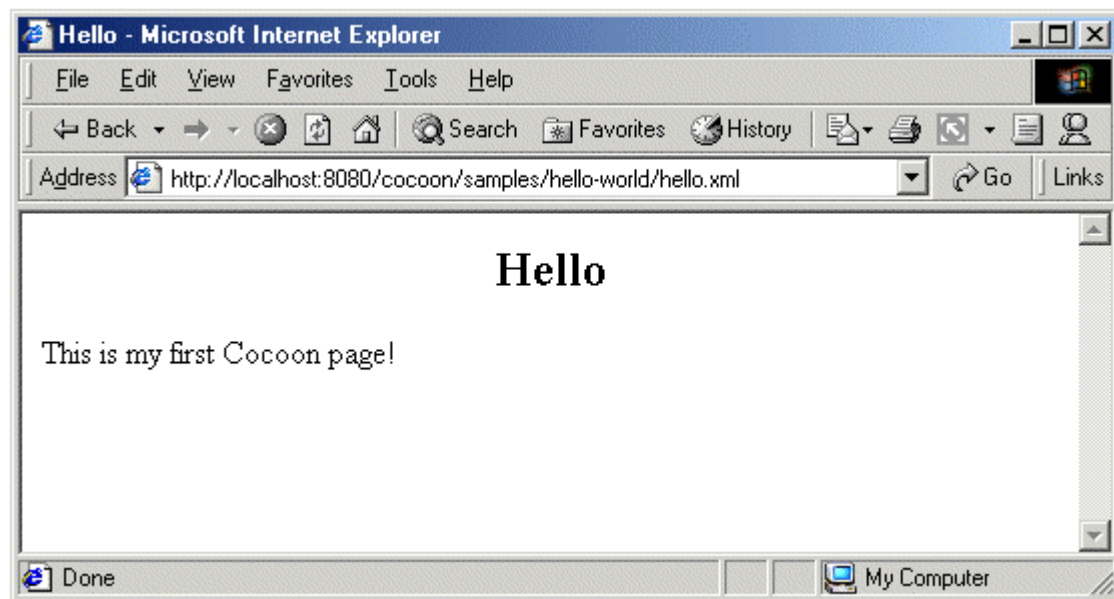 Hello - Microsoft Internet Explorer
File Edit View Favorites Tools Help
Back Search Favorites History
Address http://localhost:8080/cocoon/samples/hello-world/hello.xml Go Links
Hello
This is my first Cocoon page!
Done My Computer